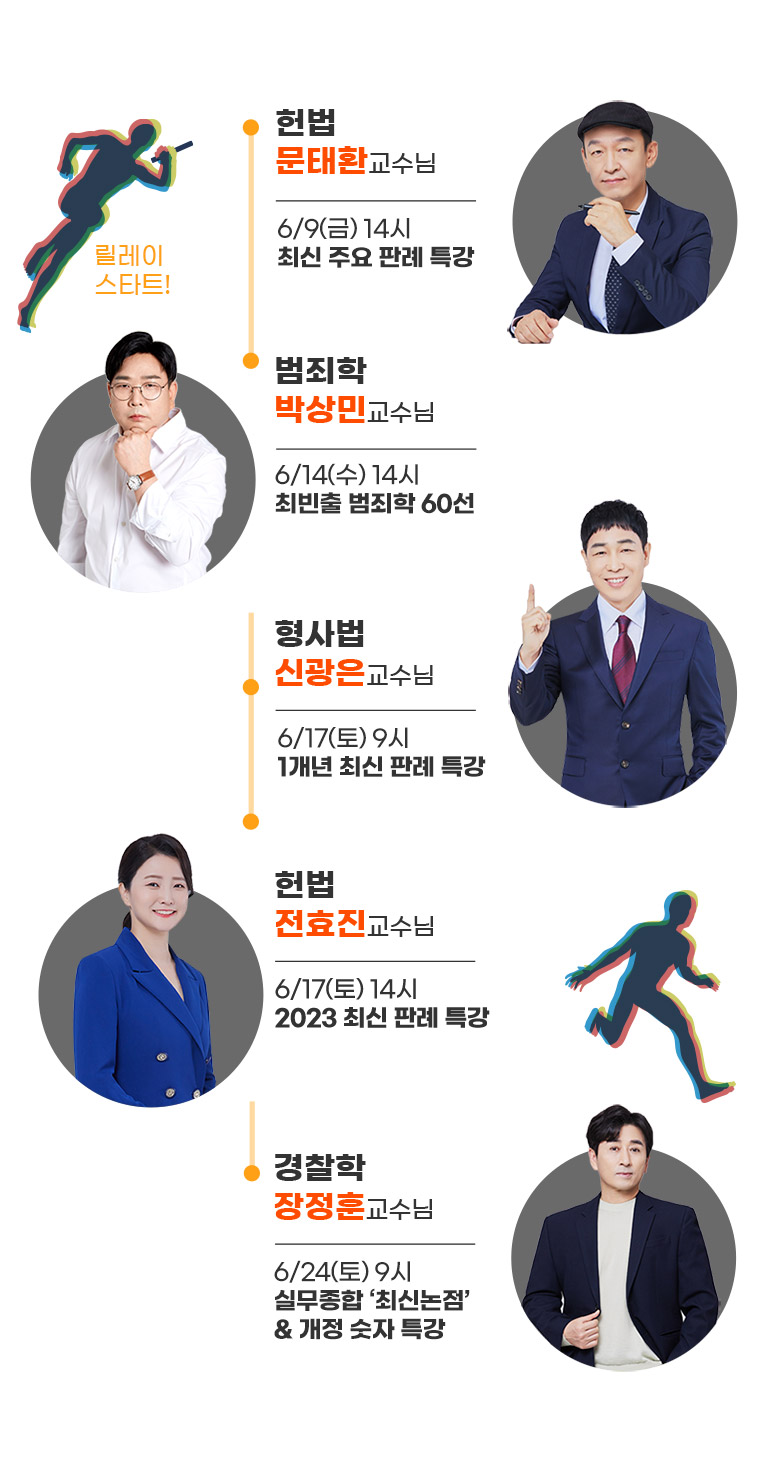 헌법
문태환교수님
6/9(금) 14시
최신 주요 판례 특강
릴레이
스타트!
범죄학
박상민교수님
6/14(수) 14시
최빈출 범죄학 60선
형사법
신광은교수님
6/17(토) 9시
1개년 최신 판례 특강
헌법
전효진교수님
6/17(토) 14시
2023 최신 판례 특강
경찰학
장정훈교수님
6/24(토) 9시
실무종합 ‘최신논점’
& 개정 숫자 특강